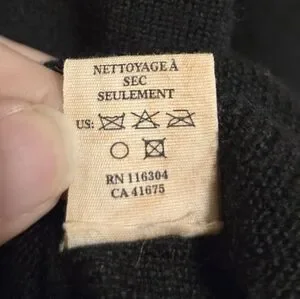 NETTOYAGE À
SEC
SEULEMENT
US:
RN 116304
CA 41675